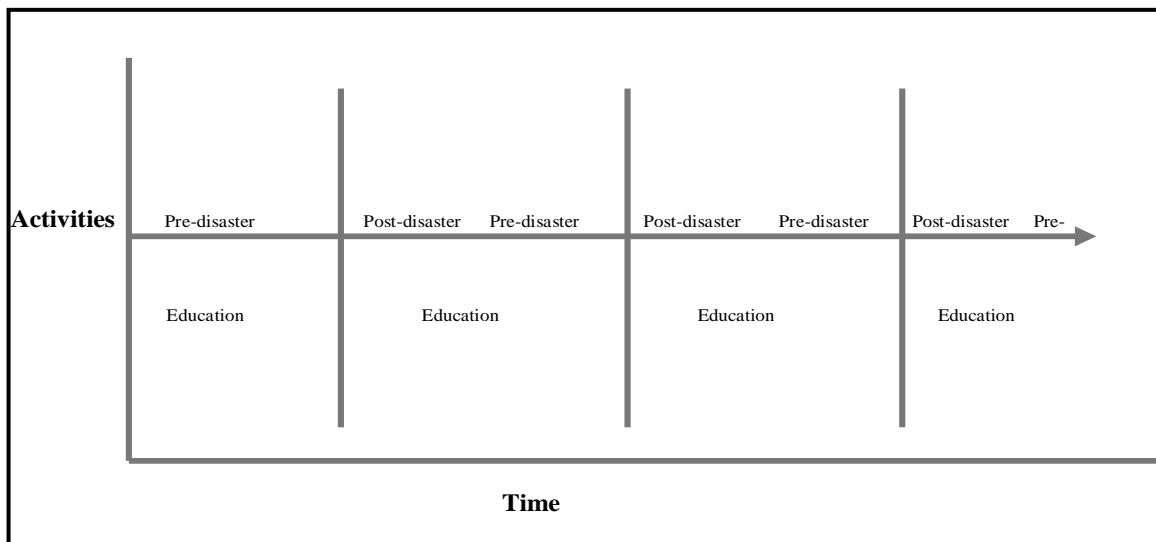 Activities Pre-disaster Post-disaster Pre-disaster Post-disaster Pre-disaster Post-disaster Pre-
Education Education Education Education
Time